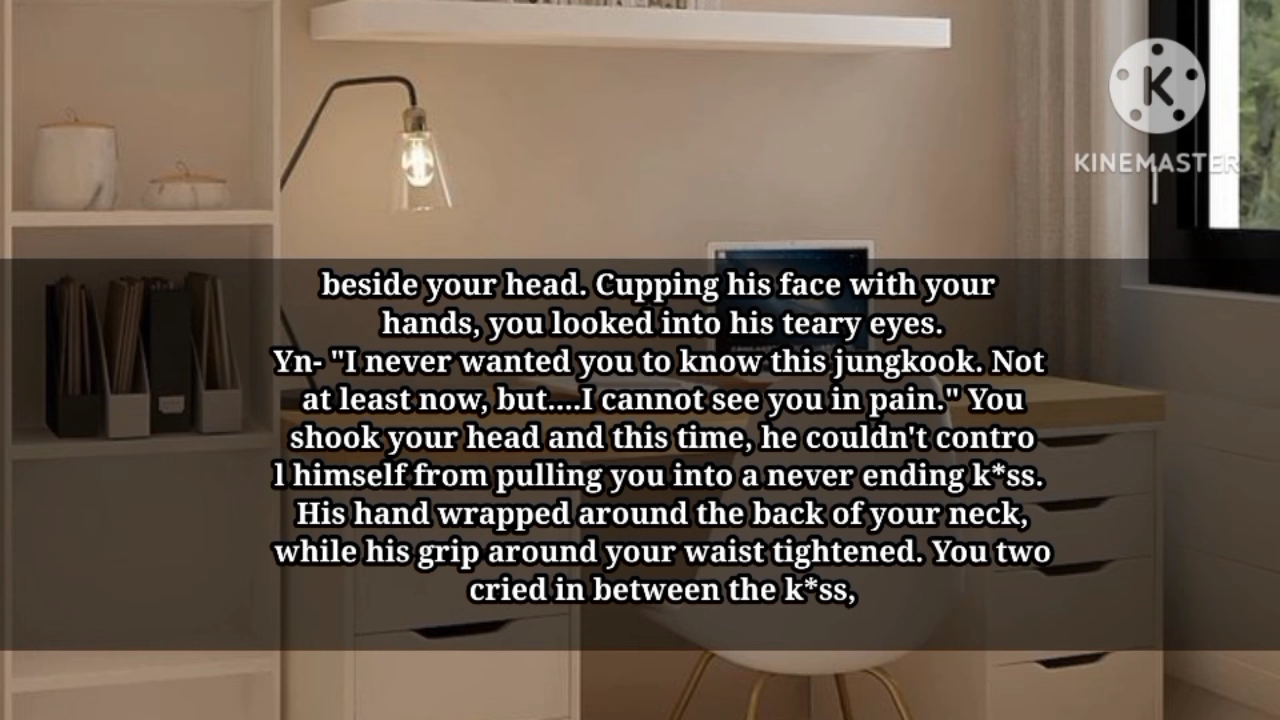 KINEMASTER
beside your head. Cupping his face with your
hands, you looked into his teary eyes.
Yn- "I never wanted you to know this jungkook. Not
at least now, but....I cannot see you in pain." You
shook your head and this time, he couldn't contro
l himself from pulling you into a never ending k*ss.
His hand wrapped around the back of your neck,
while his grip around your waist tightened. You two
cried in between the k*ss,